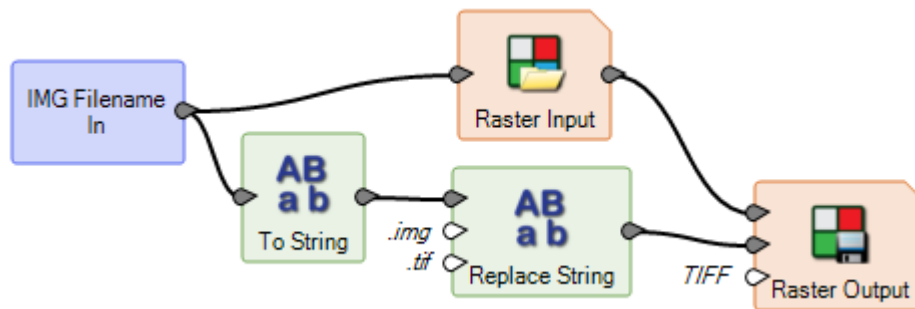 IMG Filename
In
Raster Input
AB
a b
To String
AB
a b
.img
.tif
Replace String
TIFF
Raster Output